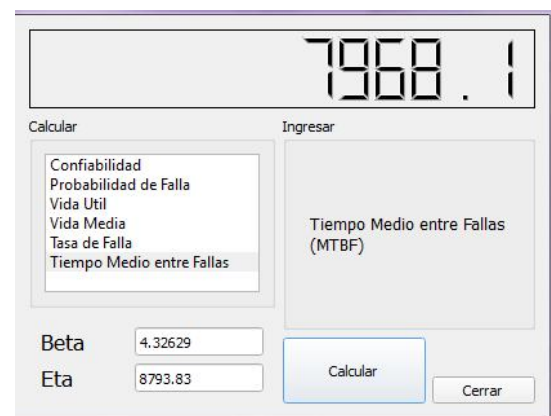 7968.1
Calcular
Ingresar
Confiabilidad
Probabilidad de Falla
Vida Util
Vida Media
Tasa de Falla
Tiempo Medio entre Fallas
Tiempo Medio entre Fallas
(MTBF)
Beta
4.32629
Eta
8793.83
Calcular
Cerrar